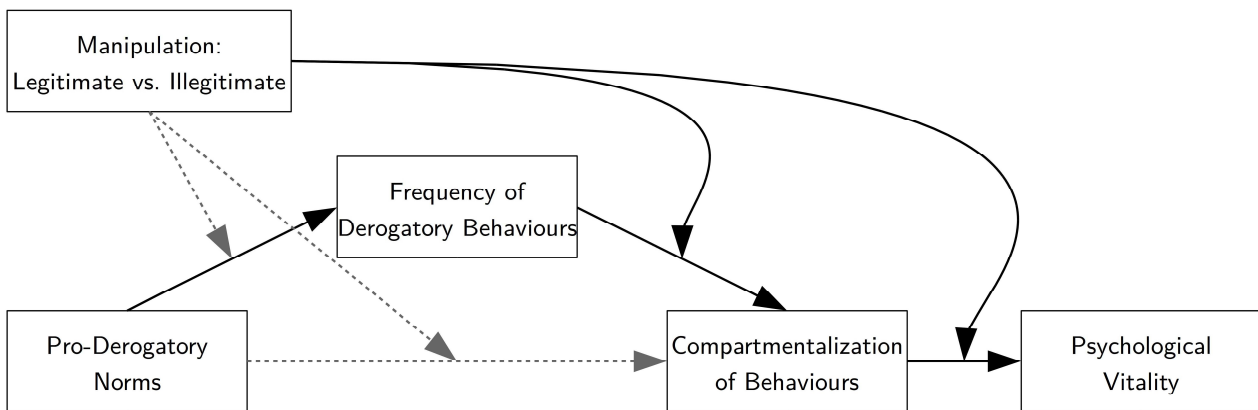 Manipulation:
Legitimate vs. Illegitimate
Frequency of
Derogatory Behaviours
Pro-Derogatory
Norms
Compartmentalization
of Behaviours
Psychological
Vitality